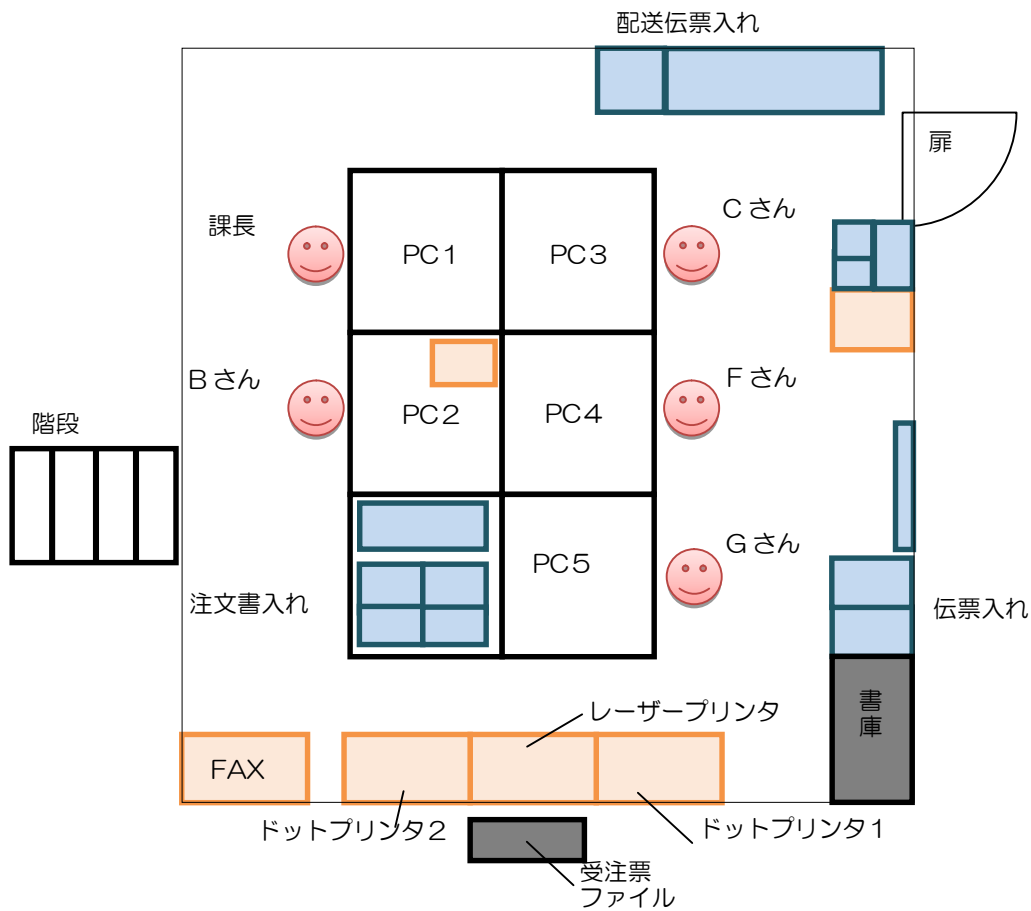 配送伝票入れ
扉
課長
Cさん
PC1
PC3
Bさん
Fさん
PC2
PC4
階段
Gさん
PC5
注文書入れ
伝票入れ
書
庫
レーザープリンタ
FAX
ドットプリンタ2
ドットプリンタ1
受注票
ファイル